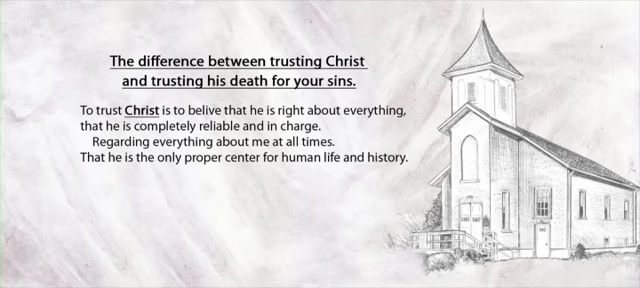 The difference between trusting Christ
and trusting his death for your sins.
To trust Christ is to belive that he is right about everything,
that he is completely reliable and in charge.
Regarding everything about me at all times.
That he is the only proper center for human life and history.